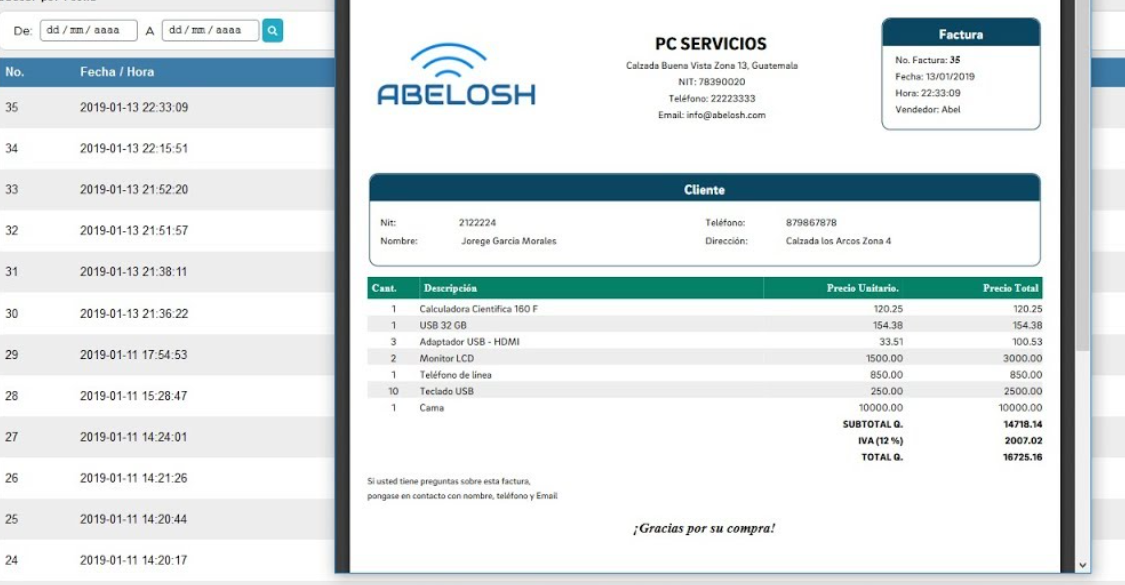 De: dd / mm / aaaa A dd / mm / aaaa
No. Fecha / Hora
35 2019-01-13 22:33:09
34 2019-01-13 22:15:51
33 2019-01-13 21:52:20
32 2019-01-13 21:51:57
31 2019-01-13 21:38:11
30 2019-01-13 21:36:22
29 2019-01-11 17:54:53
28 2019-01-11 15:28:47
27 2019-01-11 14:24:01
26 2019-01-11 14:21:26
25 2019-01-11 14:20:44
24 2019-01-11 14:20:17
ABELOSH
PC SERVICIOS
Calzada Buena Vista Zona 13, Guatemala
NIT: 78390020
Teléfono: 22223333
Email: info@abelosh.com
Factura
No. Factura: 35
Fecha: 13/01/2019
Hora: 22:33:09
Vendedor: Abel
Cliente
Nit: 2122224 Teléfono: 879867878
Nombre: Jorege Garcia Morales Dirección: Calzada los Arcos Zona 4
Cant. Descripción Precio Unitario. Precio Total
1 Calculadora Cientifica 160 F 120.25 120.25
1 USB 32 GB 154.38 154.38
3 Adaptador USB - HDMI 33.51 100.53
2 Monitor LCD 1500.00 3000.00
1 Teléfono de línea 850.00 850.00
10 Teclado USB 250.00 2500.00
1 Cama 10000.00 10000.00
SUBTOTAL Q. 14718.14
IVA (12 %) 2007.02
TOTAL Q. 16725.16
Si usted tiene preguntas sobre esta factura,
pongase en contacto con nombre, teléfono y Email
¡Gracias por su compra!